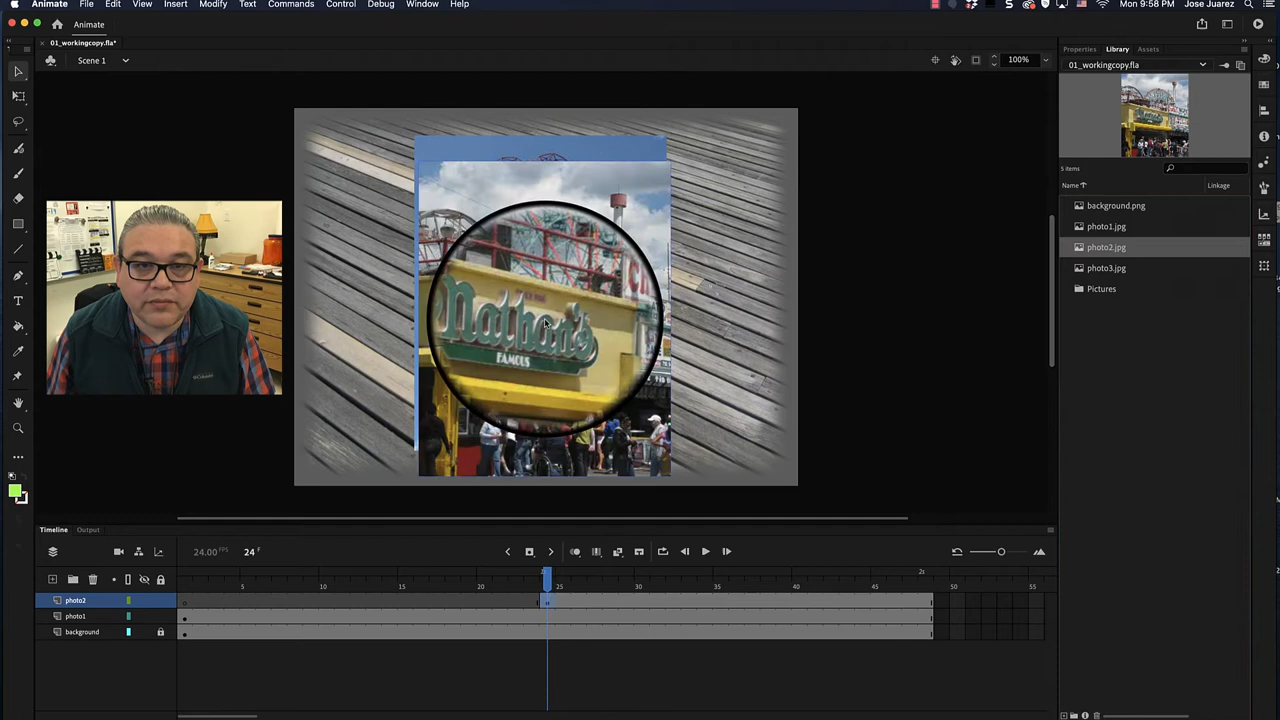 Animate File Edit View Insert Modify Text Commands Control Debug Window Help Mon 9:58 PM Jose Juarez
Animate
01_workingcopy.fla*
Scene 1
100%
Properties Library Assets
01_workingcopy.fla
5 items
Name Linkage
background.png
photo1.jpg
photo2.jpg
photo3.jpg
Pictures
Nathan's
FAMOUS
Timeline Output
24.00 FPS 24 F
2s
5 10 15 20 25 30 35 40 45 50 55
photo2
photo1
background